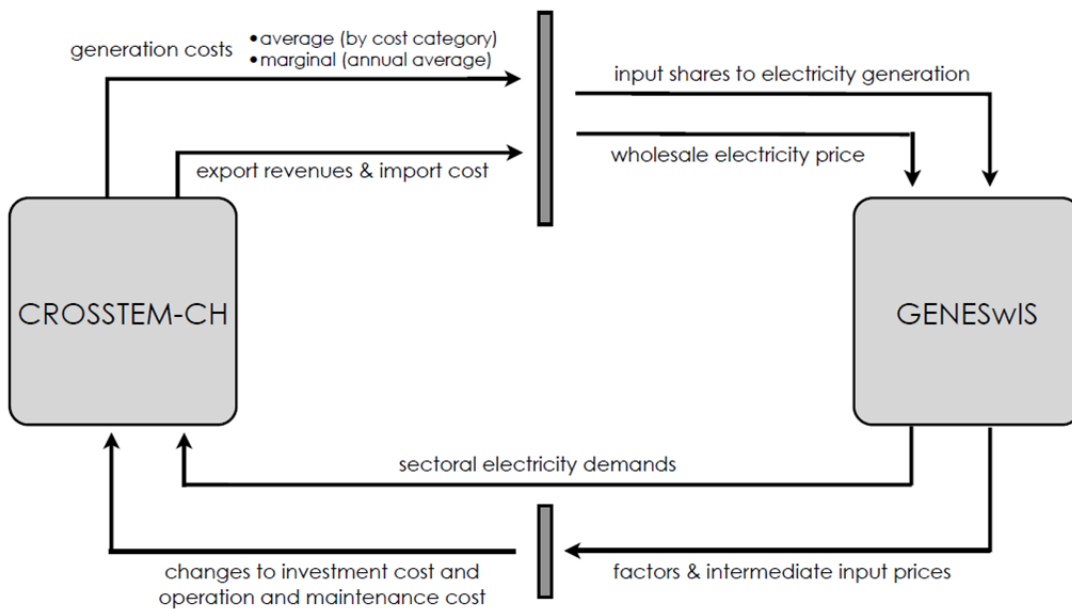 generation costs
• average (by cost category)
• marginal (annual average)
input shares to electricity generation
export revenues & import cost
wholesale electricity price
CROSSTEM-CH
GENESwIS
sectoral electricity demands
changes to investment cost and
operation and maintenance cost
factors & intermediate input prices